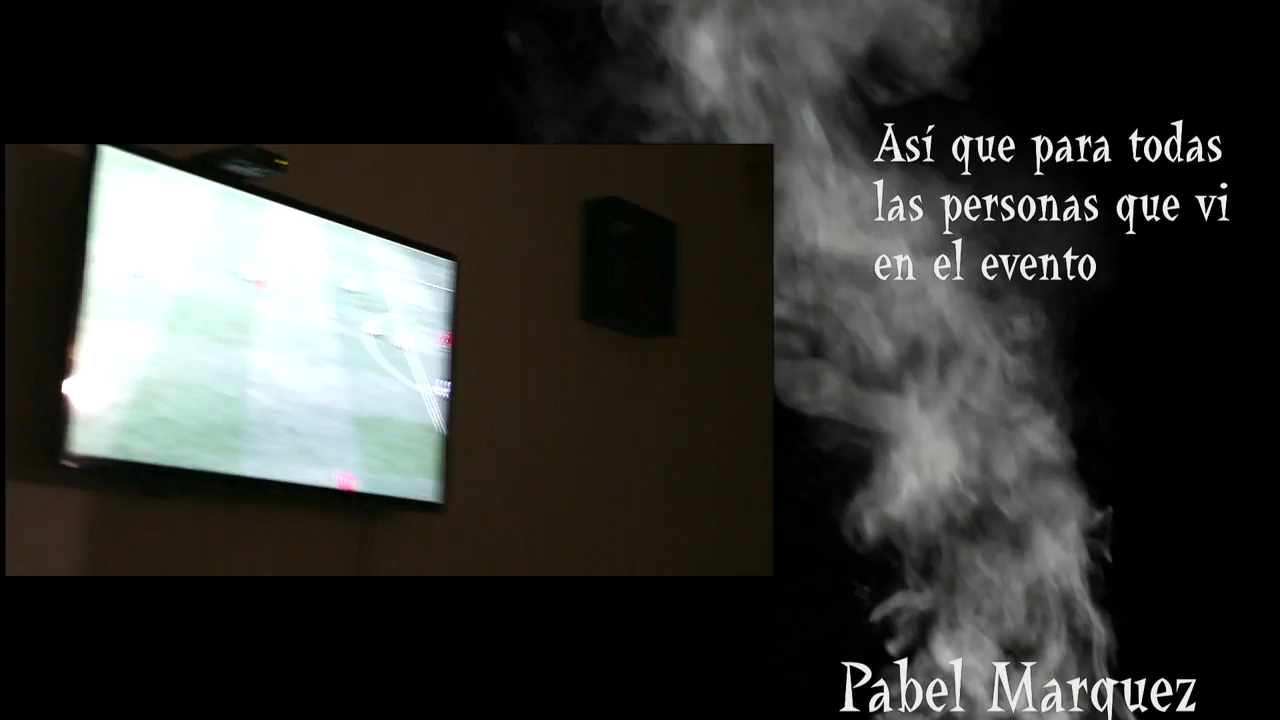 Así que para todas
las personas que vi
en el evento
Pabel Marquez